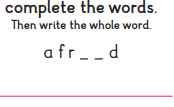 complete the words.
Then write the whole word.
a f r _ _ d